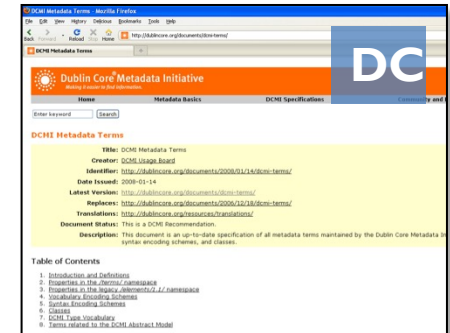 DCMI Metadata Terms - Mozilla Firefox
File Edit View History Delicious Bookmarks Tools Help
Back Forward Reload Stop Home http://dublincore.org/documents/dcmi-terms/
DCMI Metadata Terms
DC
Dublin Core Metadata Initiative
Making it easier to find information.
Home Metadata Basics DCMI Specifications Community and
Enter keyword Search
DCMI Metadata Terms
Title: DCMI Metadata Terms
Creator: DCMI Usage Board
Identifier: http://dublincore.org/documents/2008/01/14/dcmi-terms/
Date Issued: 2008-01-14
Latest Version: http://dublincore.org/documents/dcmi-terms/
Replaces: http://dublincore.org/documents/2006/12/18/dcmi-terms/
Translations: http://dublincore.org/resources/translations/
Document Status: This is a DCMI Recommendation.
Description: This document is an up-to-date specification of all metadata terms maintained by the Dublin Core Metadata In
syntax encoding schemes, and classes.
Table of Contents
1. Introduction and Definitions
2. Properties in the /terms/ namespace
3. Properties in the legacy /elements/1.1/ namespace
4. Vocabulary Encoding Schemes
5. Syntax Encoding Schemes
6. Classes
7. DCMI Type Vocabulary
8. Terms related to the DCMI Abstract Model